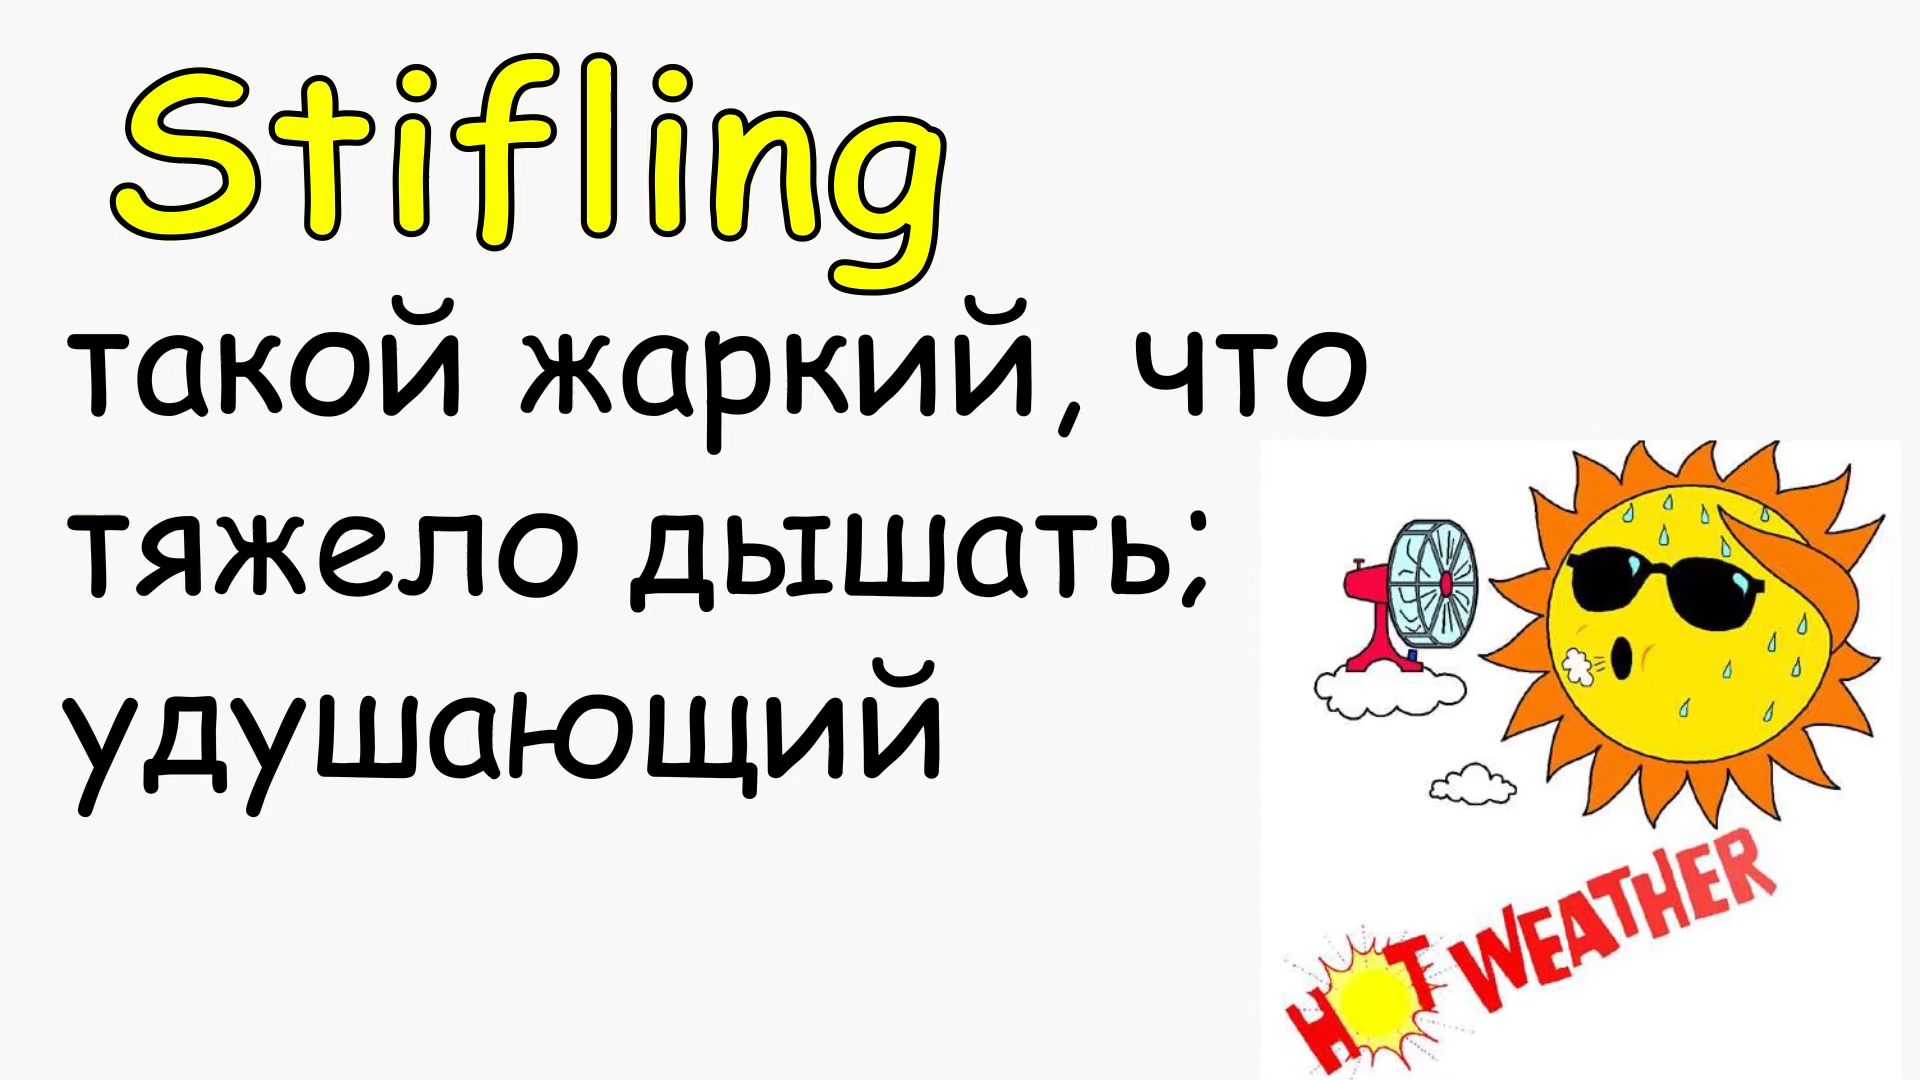 Stifling
такой жаркий, что
тяжело дышать;
удушающий
HOT WEATHER